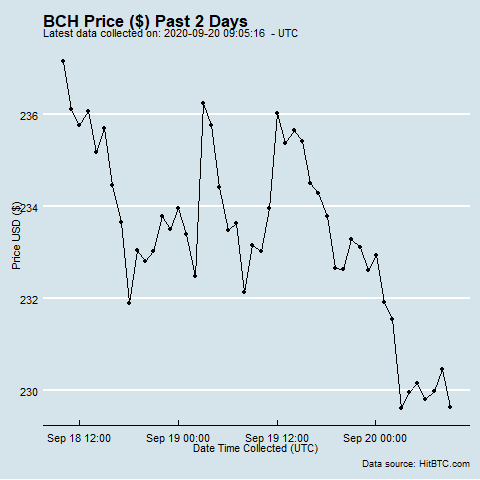 BCH Price ($) Past 2 Days
Latest data collected on: 2020-09-20 09:05:16  - UTC
236
234
232
230
Price USD ($)
Sep 18 12:00
Sep 19 00:00
Sep 19 12:00
Sep 20 00:00
Date Time Collected (UTC)
Data source: HitBTC.com